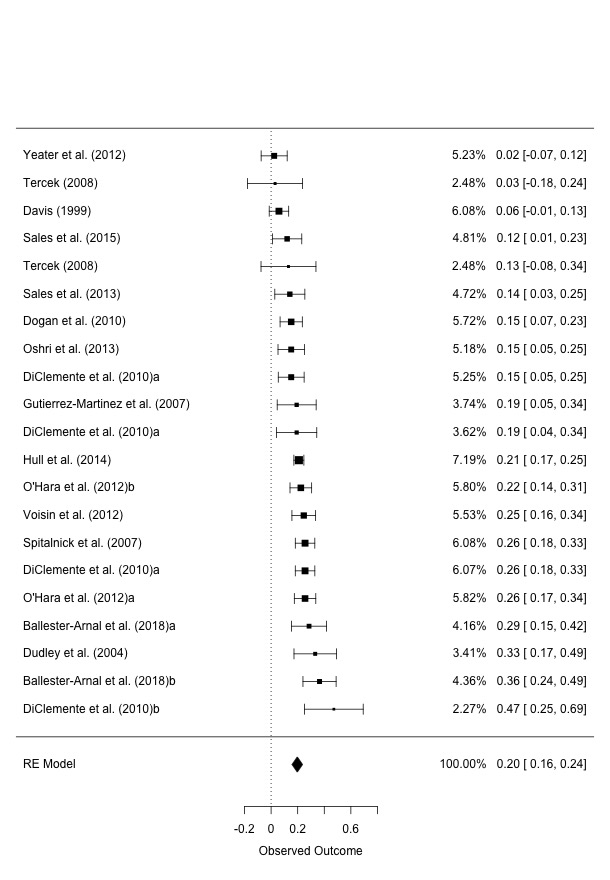 Yeater et al. (2012) 5.23% 0.02 [-0.07, 0.12]
Tercek (2008) 2.48% 0.03 [-0.18, 0.24]
Davis (1999) 6.08% 0.06 [-0.01, 0.13]
Sales et al. (2015) 4.81% 0.12 [ 0.01, 0.23]
Tercek (2008) 2.48% 0.13 [-0.08, 0.34]
Sales et al. (2013) 4.72% 0.14 [ 0.03, 0.25]
Dogan et al. (2010) 5.72% 0.15 [ 0.07, 0.23]
Oshri et al. (2013) 5.18% 0.15 [ 0.05, 0.25]
DiClemente et al. (2010)a 5.25% 0.15 [ 0.05, 0.25]
Gutierrez-Martinez et al. (2007) 3.74% 0.19 [ 0.05, 0.34]
DiClemente et al. (2010)a 3.62% 0.19 [ 0.04, 0.34]
Hull et al. (2014) 7.19% 0.21 [ 0.17, 0.25]
O'Hara et al. (2012)b 5.80% 0.22 [ 0.14, 0.31]
Voisin et al. (2012) 5.53% 0.25 [ 0.16, 0.34]
Spitalnick et al. (2007) 6.08% 0.26 [ 0.18, 0.33]
DiClemente et al. (2010)a 6.07% 0.26 [ 0.18, 0.33]
O'Hara et al. (2012)a 5.82% 0.26 [ 0.17, 0.34]
Ballester-Arnal et al. (2018)a 4.16% 0.29 [ 0.15, 0.42]
Dudley et al. (2004) 3.41% 0.33 [ 0.17, 0.49]
Ballester-Arnal et al. (2018)b 4.36% 0.36 [ 0.24, 0.49]
DiClemente et al. (2010)b 2.27% 0.47 [ 0.25, 0.69]
RE Model 100.00% 0.20 [ 0.16, 0.24]
-0.2 0 0.2 0.6
Observed Outcome